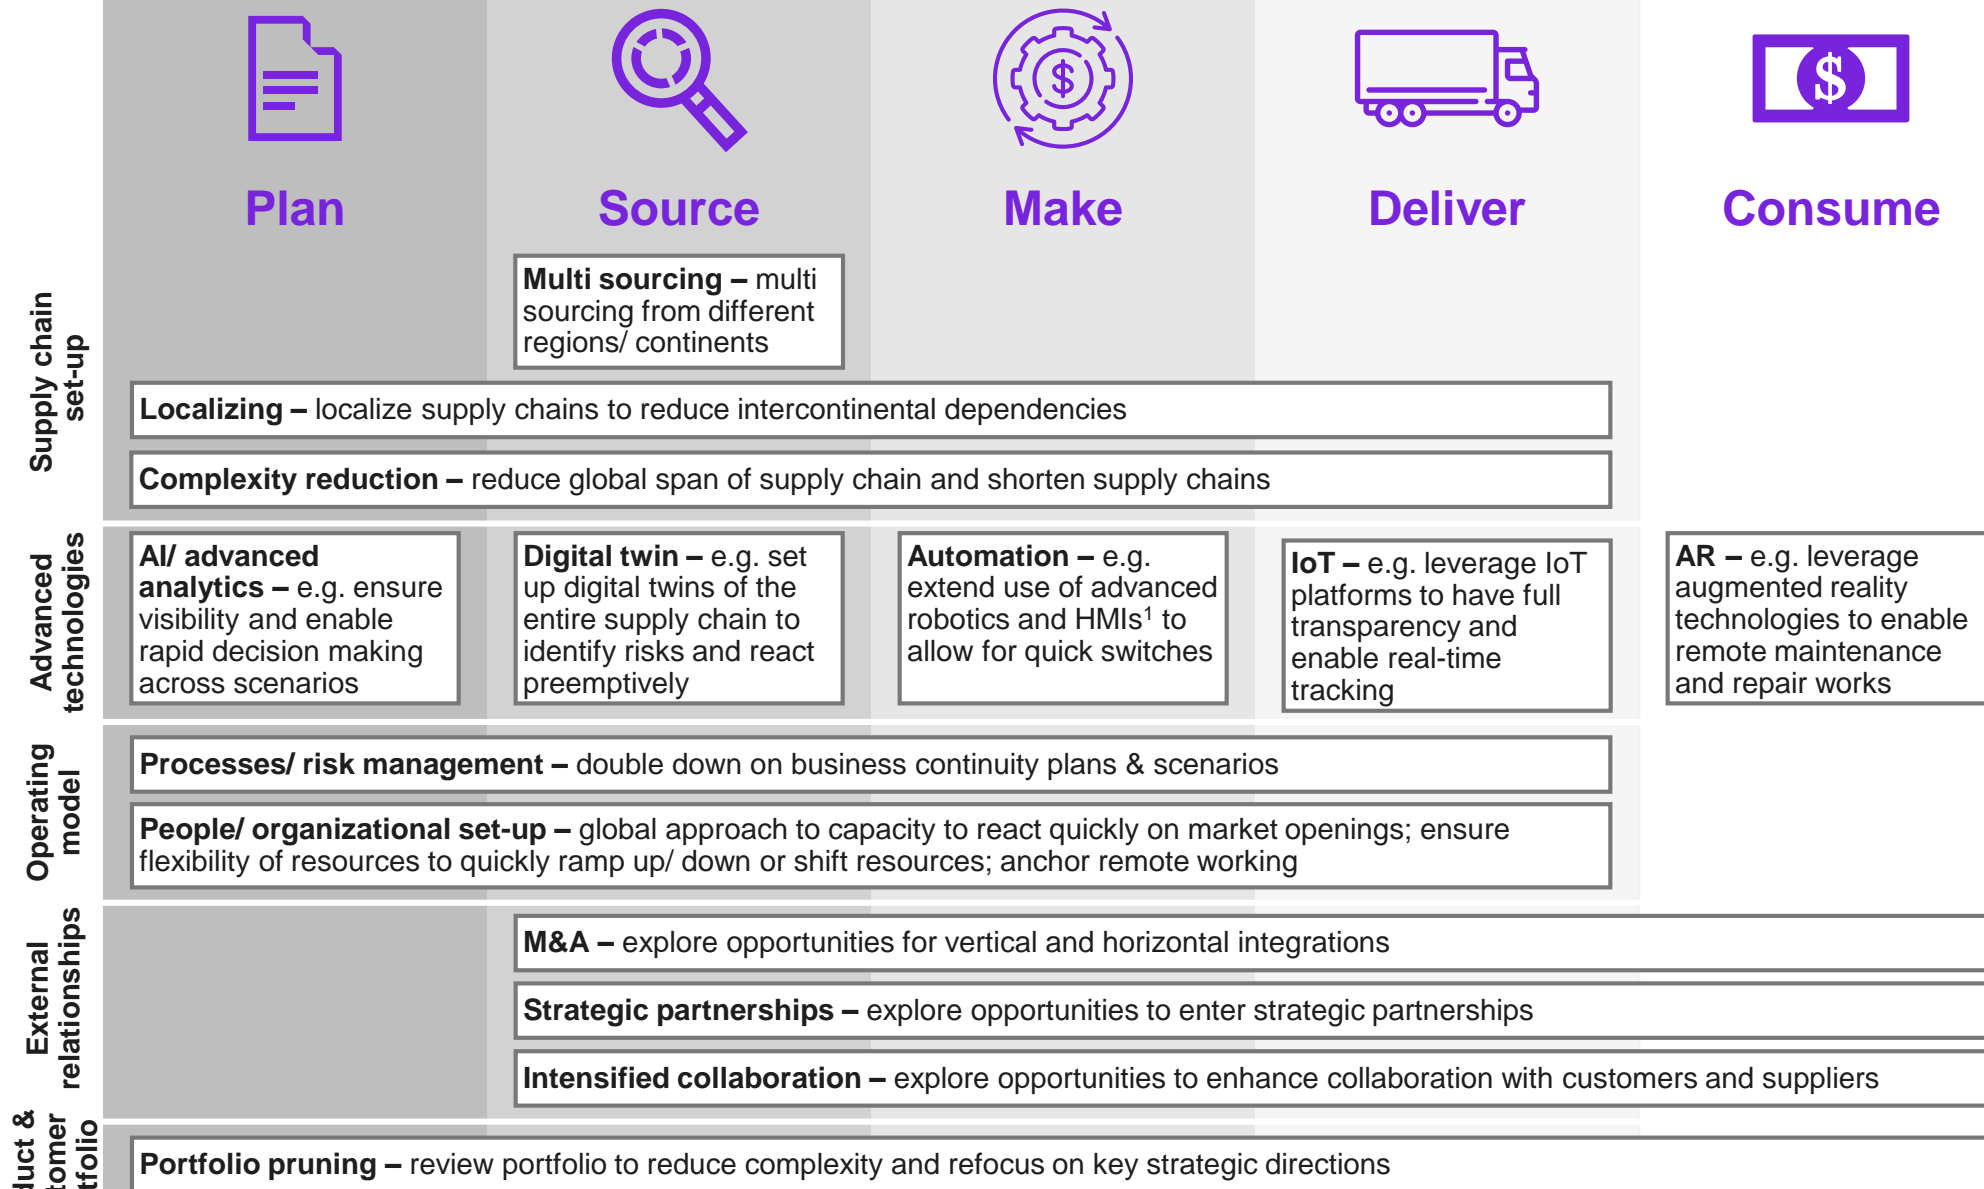 Plan
Source
Make
Deliver
Consume
Supply chain
set-up
Multi sourcing – multi
sourcing from different
regions/ continents
Localizing – localize supply chains to reduce intercontinental dependencies
Complexity reduction – reduce global span of supply chain and shorten supply chains
Advanced
technologies
AI/ advanced
analytics – e.g. ensure
visibility and enable
rapid decision making
across scenarios
Digital twin – e.g. set
up digital twins of the
entire supply chain to
identify risks and react
preemptively
Automation – e.g.
extend use of advanced
robotics and HMIs¹ to
allow for quick switches
IoT – e.g. leverage IoT
platforms to have full
transparency and
enable real-time
tracking
AR – e.g. leverage
augmented reality
technologies to enable
remote maintenance
and repair works
Operating
model
Processes/ risk management – double down on business continuity plans & scenarios
People/ organizational set-up – global approach to capacity to react quickly on market openings; ensure
flexibility of resources to quickly ramp up/ down or shift resources; anchor remote working
External
relationships
M&A – explore opportunities for vertical and horizontal integrations
Strategic partnerships – explore opportunities to enter strategic partnerships
Intensified collaboration – explore opportunities to enhance collaboration with customers and suppliers
&
Portfolio pruning – review portfolio to reduce complexity and refocus on key strategic directions